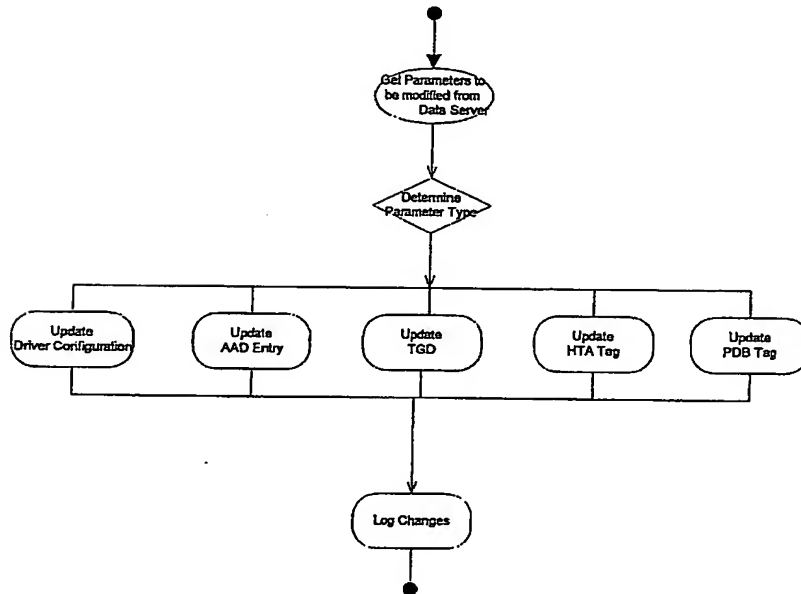 Get Parameters to
be modified from
Data Server
Determine
Parameter Type
Update
Driver Configuration
Update
AAD Entry
Update
TGD
Update
HTA Tag
Update
PDB Tag
Log Changes